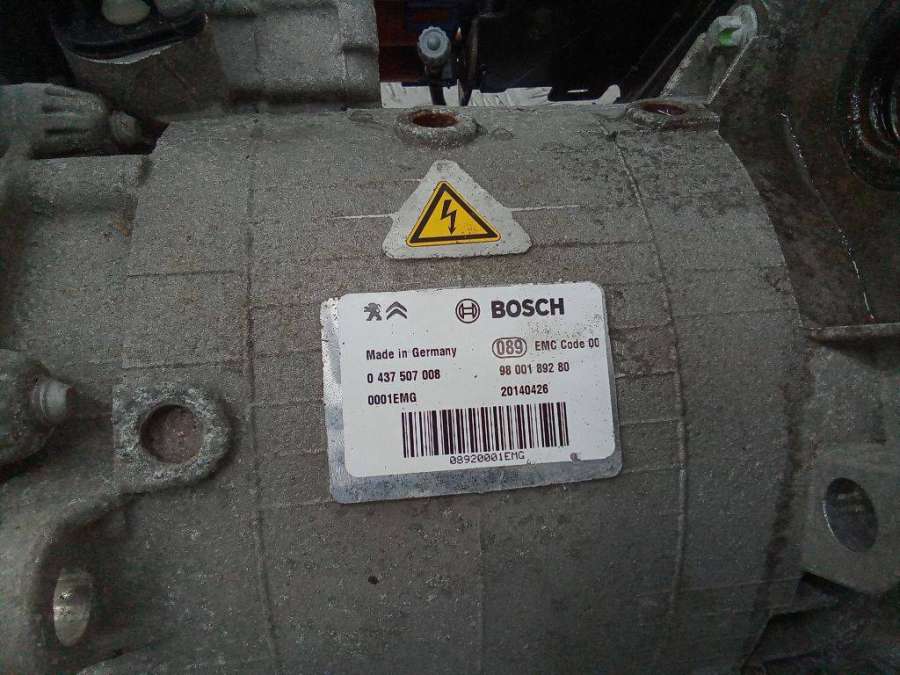 BOSCH
Made in Germany 089 EMC Code 00
0 437 507 008 98 001 892 80
0001EMG 20140426
08920001EMG